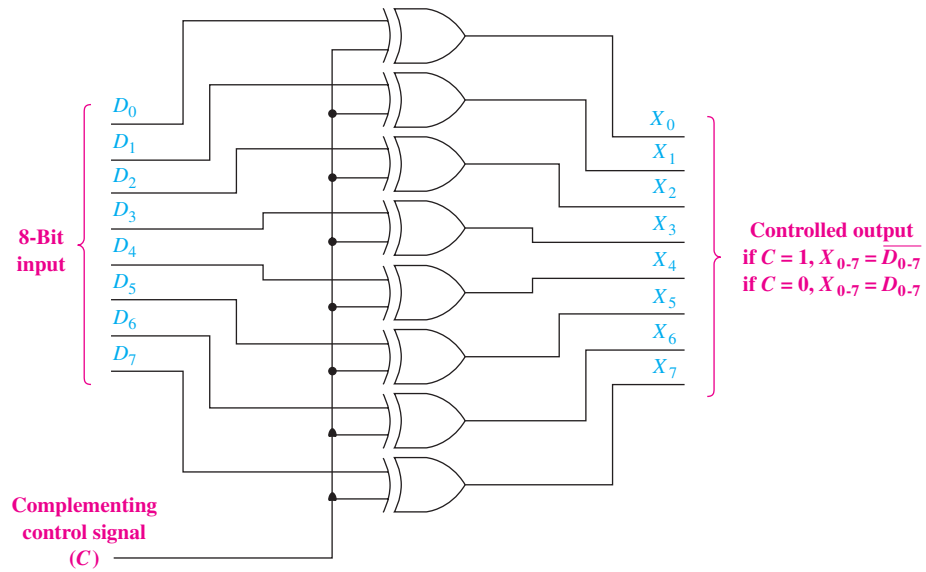 D₀
D₁
D₂
D₃
D₄
D₅
D₆
D₇
8-Bit
input
Complementing
control signal
(C)
X₀
X₁
X₂
X₃
X₄
X₅
X₆
X₇
Controlled output
if C = 1, X₀₋₇ = D̅₀̅₋̅₇̅
if C = 0, X₀₋₇ = D₀₋₇